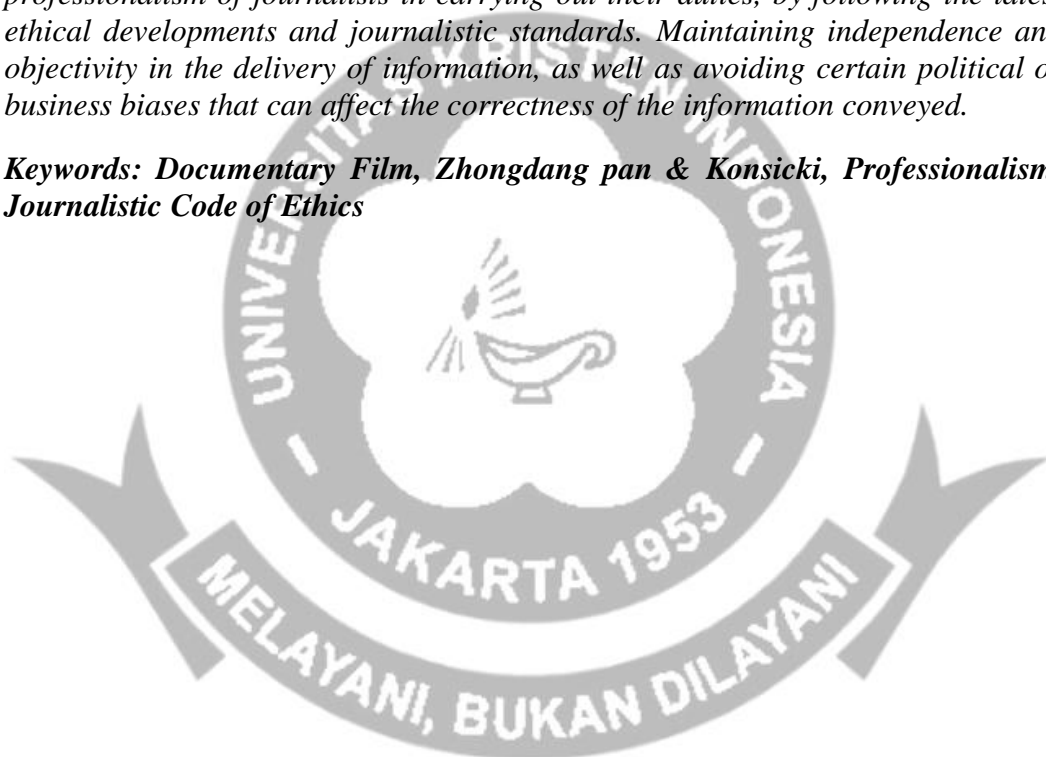 professionalism of journalists in carrying out their duties, by following the
ethical developments and journalistic standards. Maintaining independence
objectivity in the delivery of information, as well as avoiding certain political
business biases that can affect the correctness of the information conveyed.
Keywords: Documentary Film, Zhongdang pan & Konsicki, Professionalism
Journalistic Code of Ethics
UNIVERSITAS KRISTEN INDONESIA
JAKARTA 1953
MELAYANI, BUKAN DILAYANI